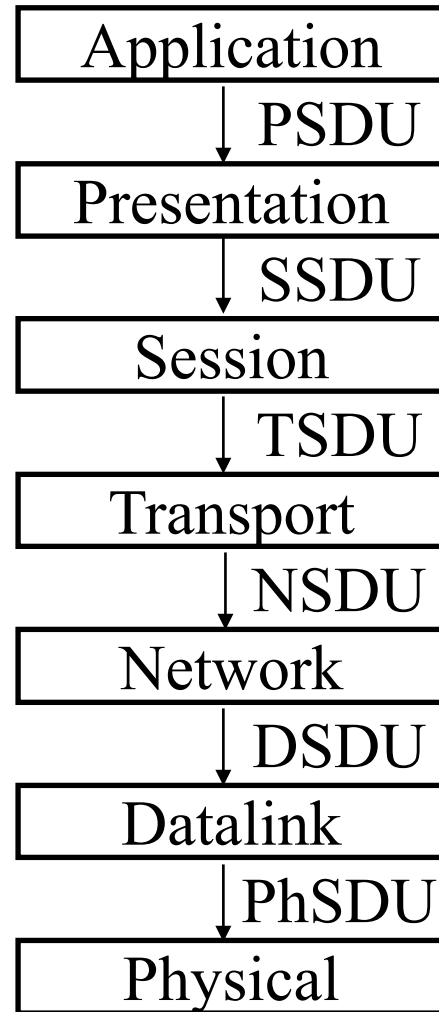 Application
PSDU
Presentation
SSDU
Session
TSDU
Transport
NSDU
Network
DSDU
Datalink
PhSDU
Physical